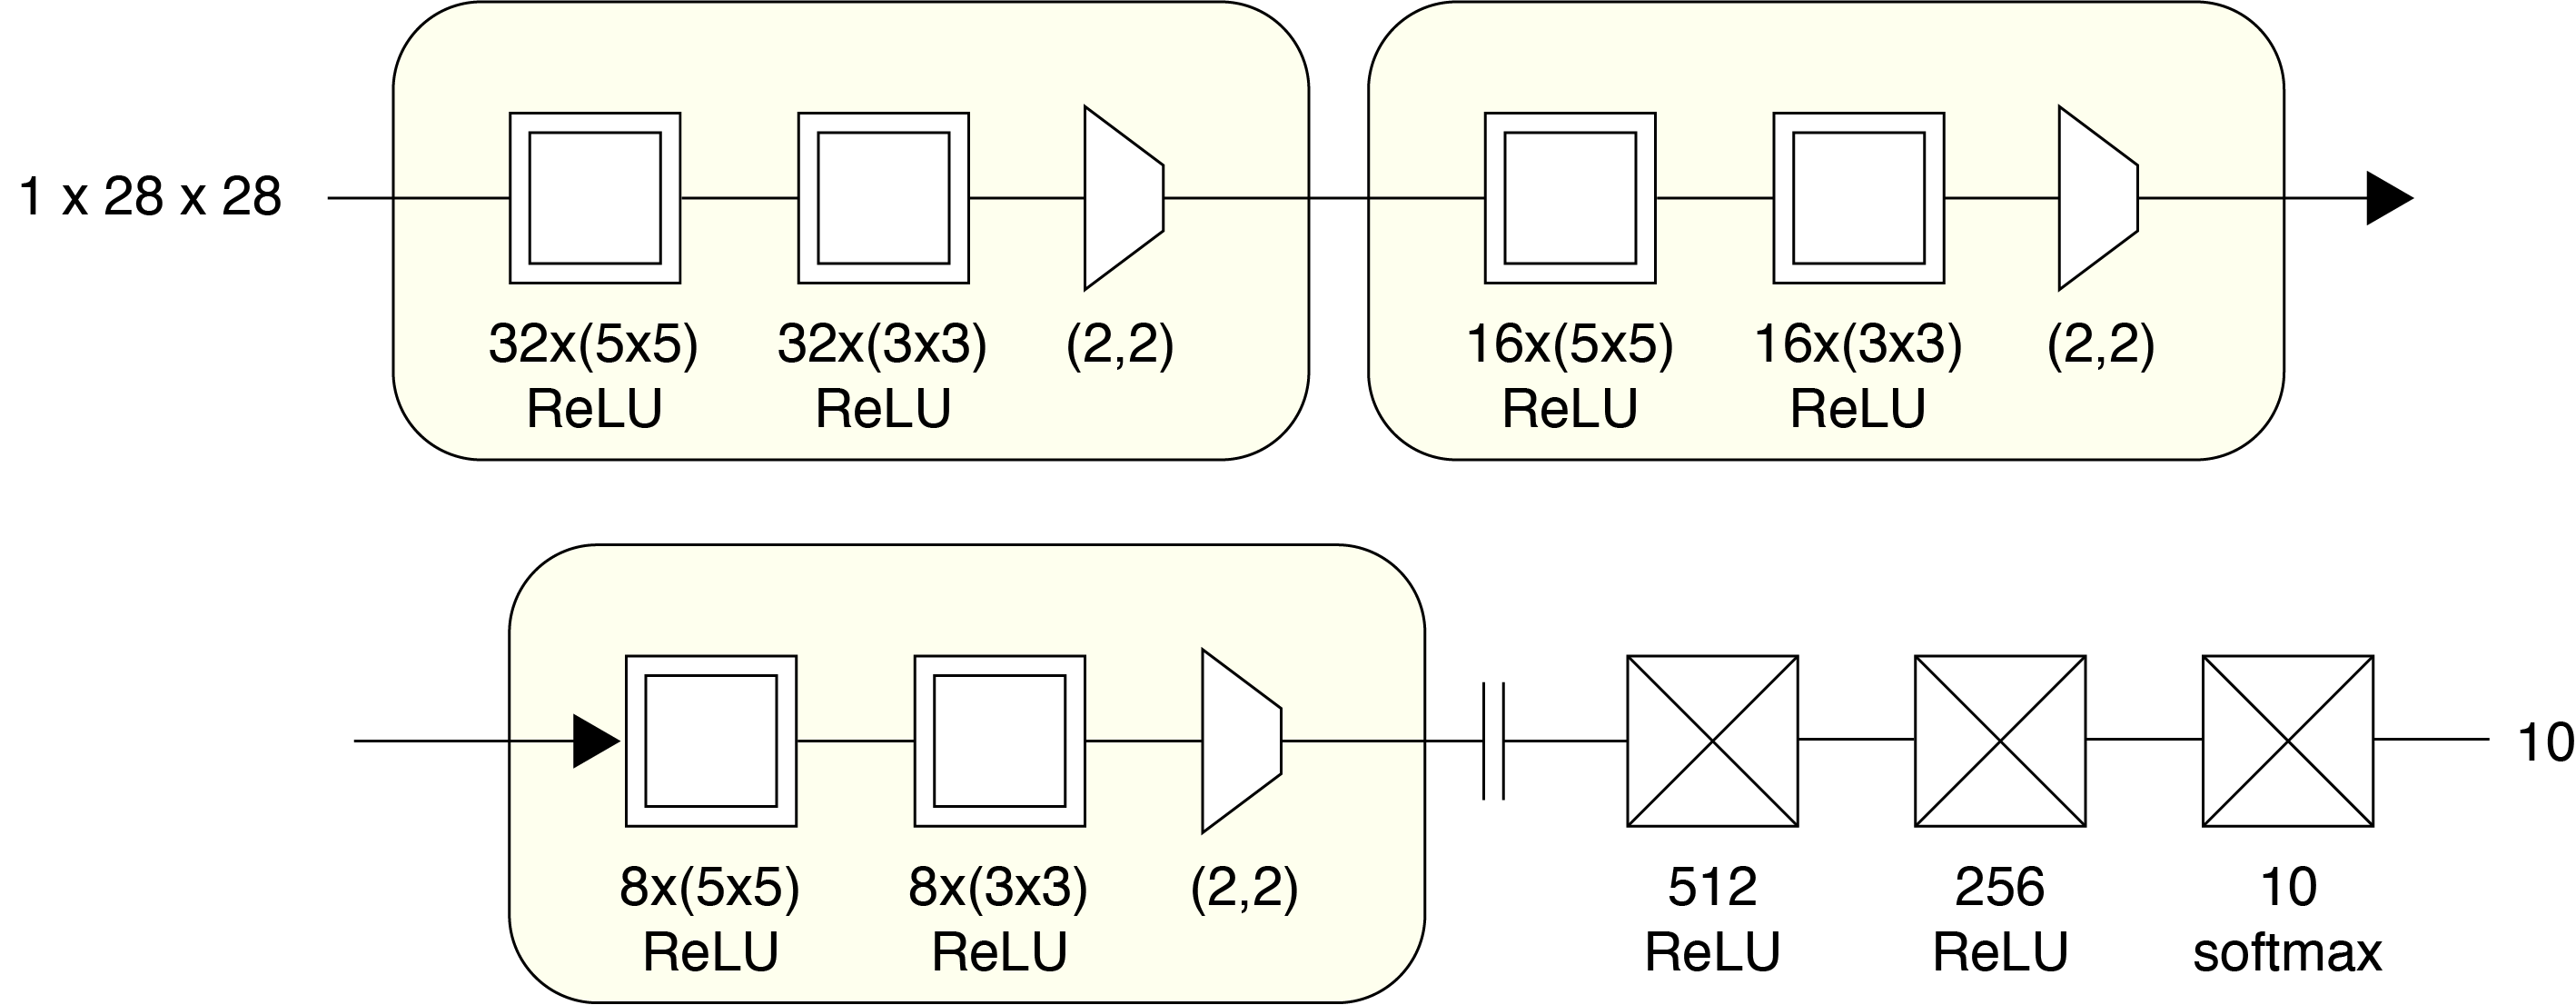 1 x 28 x 28
32x(5x5) 32x(3x3) (2,2) 16x(5x5) 16x(3x3) (2,2)
ReLU ReLU ReLU ReLU
10
8x(5x5) 8x(3x3) (2,2) 512 256 10
ReLU ReLU ReLU ReLU softmax